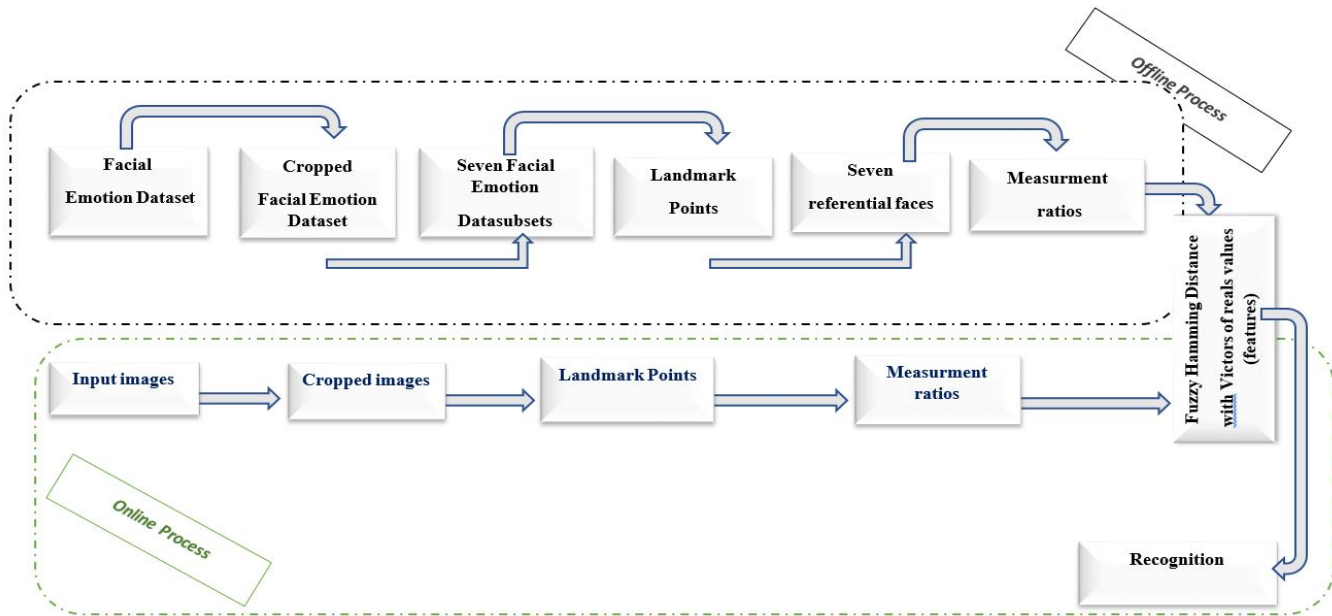 Offline Process
Facial
Emotion Dataset
Cropped
Facial Emotion
Dataset
Seven Facial
Emotion
Datasubsets
Landmark
Points
Seven
referential faces
Measurment
ratios
Fuzzy Hamming Distance
with Victors of reals values
(features)
Input images
Cropped images
Landmark Points
Measurment
ratios
Online Process
Recognition